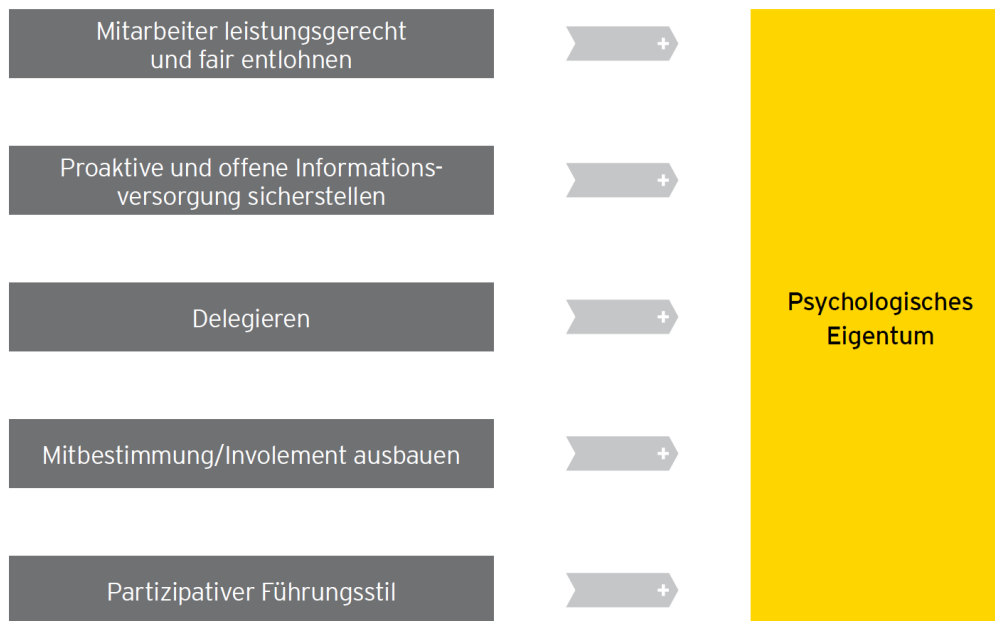 Mitarbeiter leistungsgerecht
und fair entlohnen
+
Proaktive und offene Informations-
versorgung sicherstellen
+
Delegieren
+
Psychologisches
Eigentum
Mitbestimmung/Involement ausbauen
+
Partizipativer Führungsstil
+